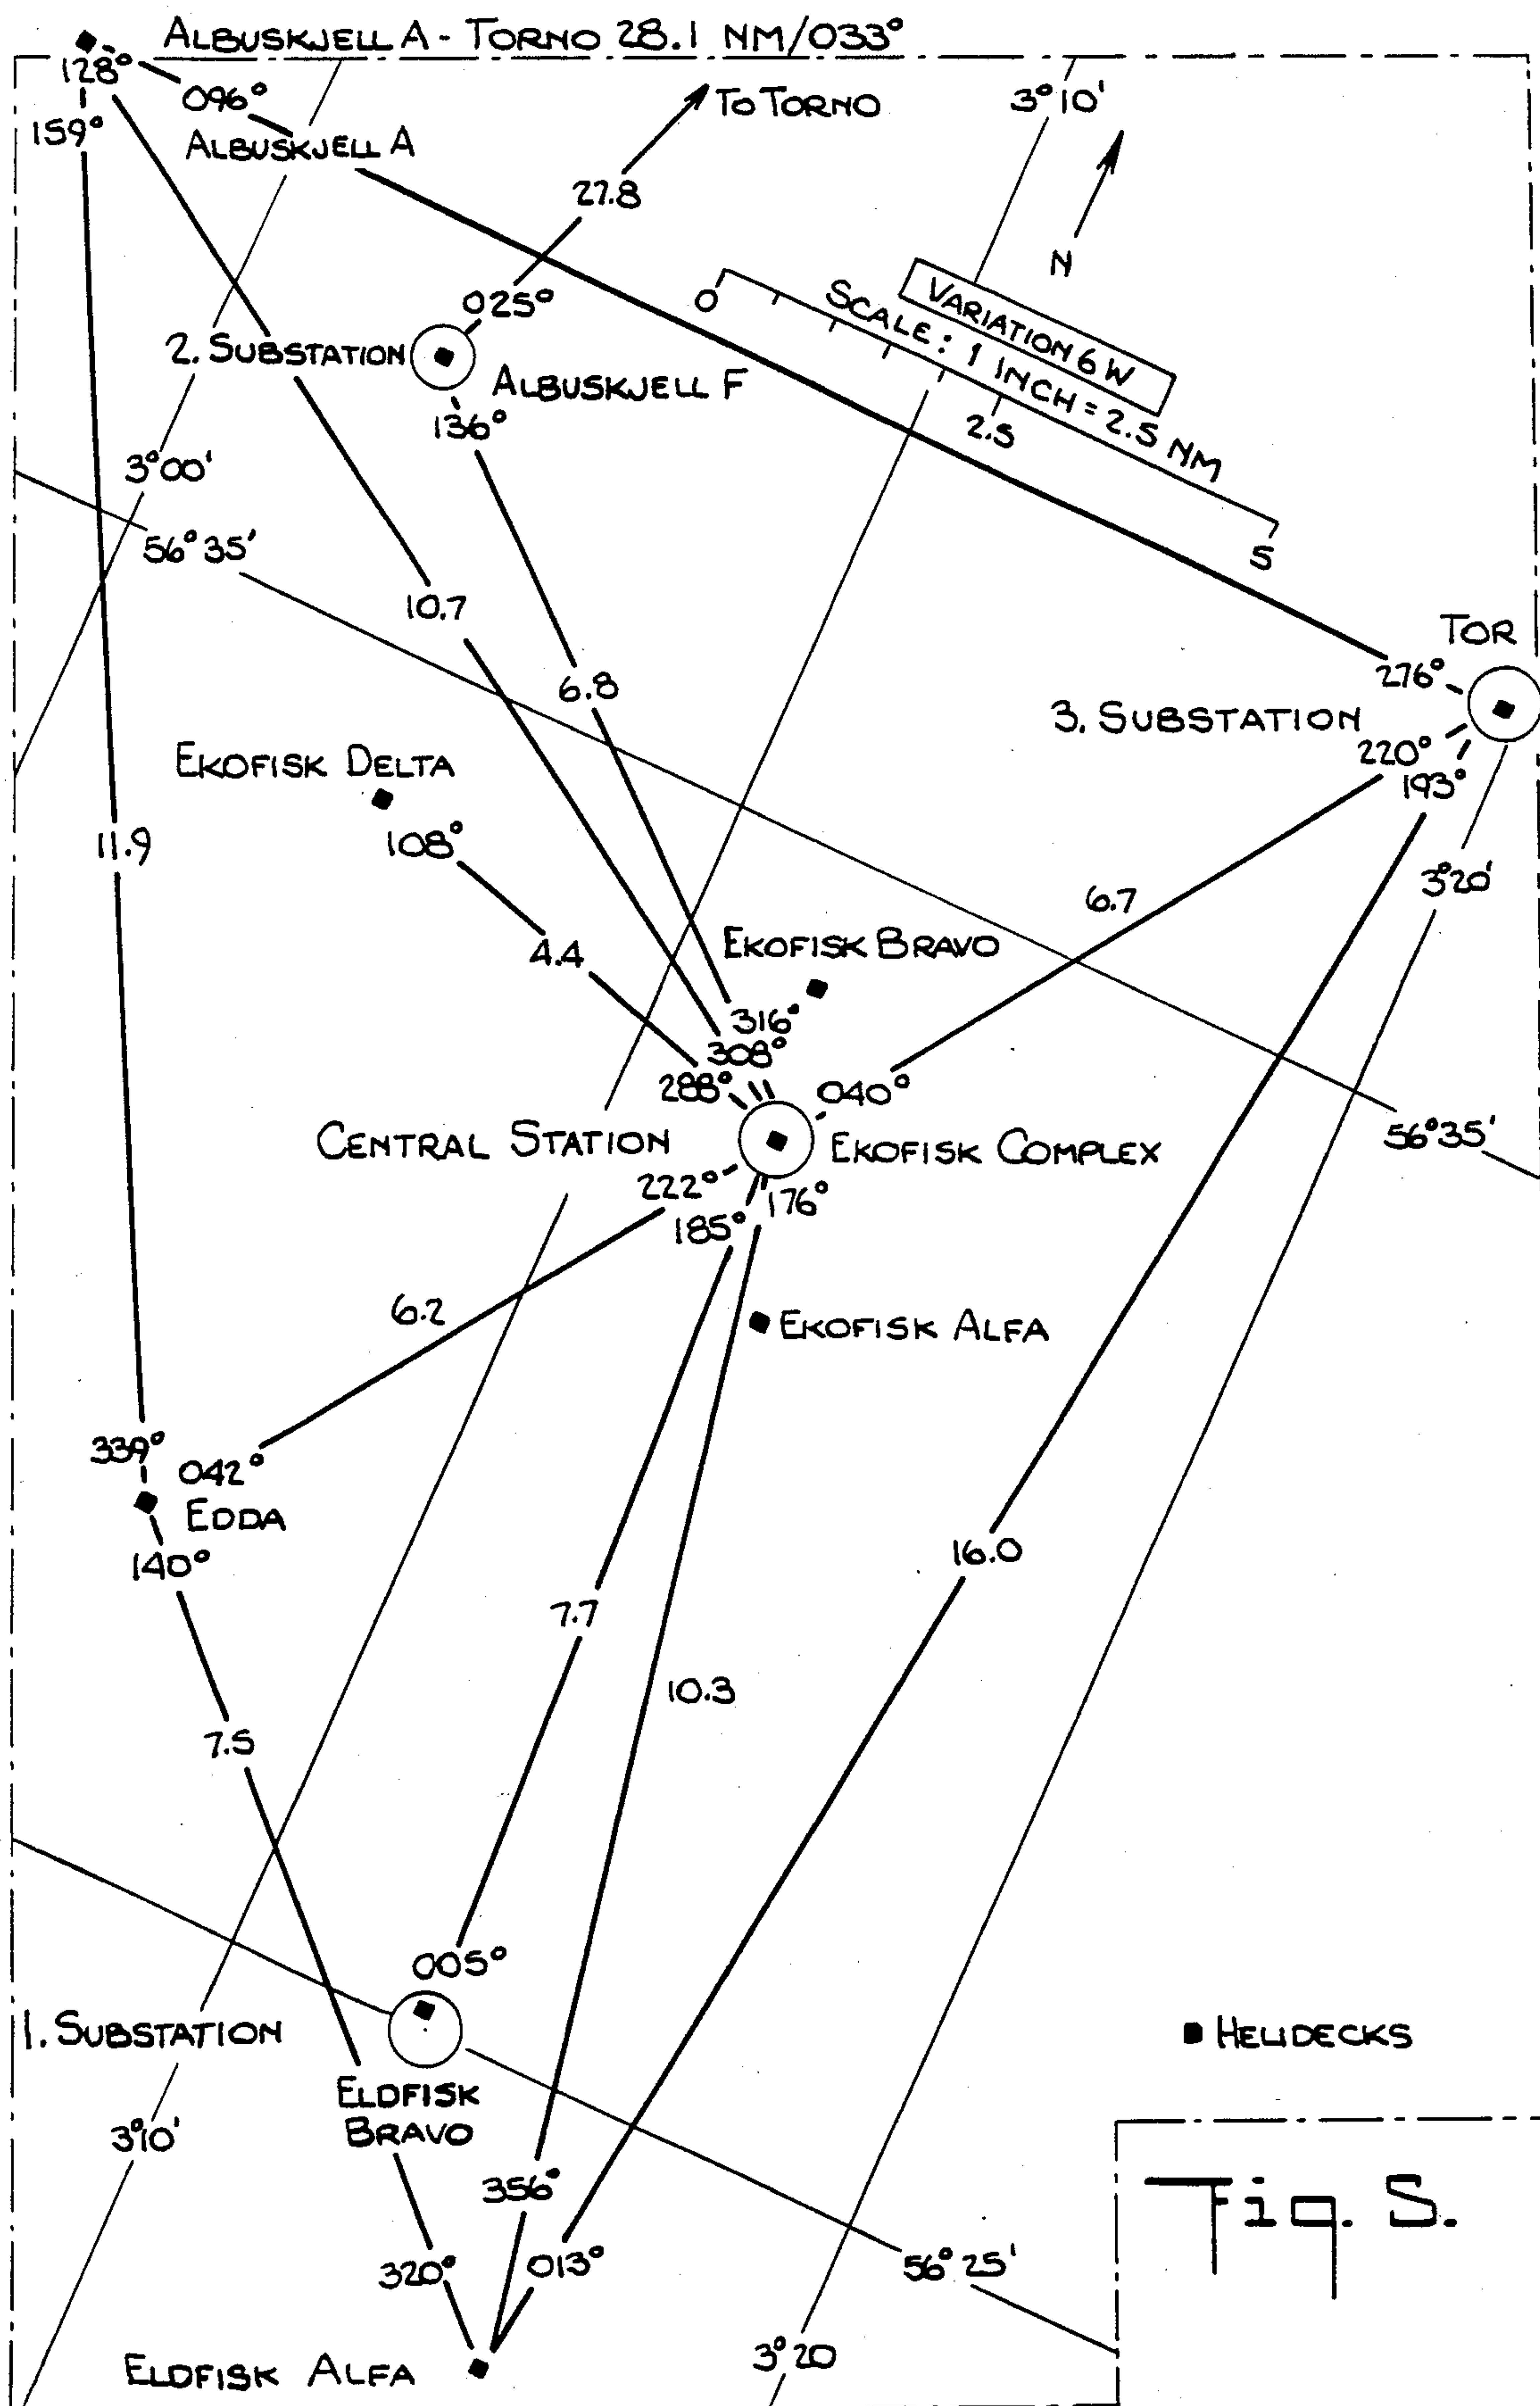 ALBUSKJELL A - TORNO 28.1 NM/033°
128°
096°
159°
ALBUSKJELL A
TO TORNO
3°10'
27.8
N
025°
O
VARIATION 6 W
SCALE : 1 INCH = 2.5 NM
2.5
5
2. SUBSTATION
ALBUSKJELL F
136°
3°00'
56°35'
10.7
6.8
TOR
276°
3. SUBSTATION
220°
193°
EKOFISK DELTA
108°
11.9
3°20'
6.7
4.4
EKOFISK BRAVO
316°
308°
288°
040°
CENTRAL STATION
EKOFISK COMPLEX
56°35'
222°
176°
185°
6.2
EKOFISK ALFA
339°
042°
EDDA
140°
16.0
7.7
10.3
7.5
005°
1. SUBSTATION
HELIDECKS
ELDFISK
BRAVO
3°10'
356°
320°
013°
56°25'
Fig. S.
3°20
ELDFISK ALFA